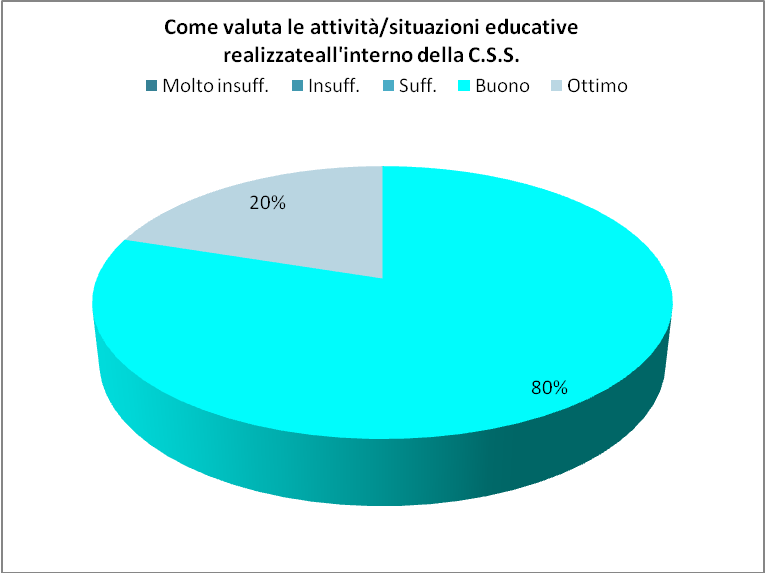 Come valuta le attività/situazioni educative
realizzateall'interno della C.S.S.
Molto insuff. Insuff. Suff. Buono Ottimo
20%
80%